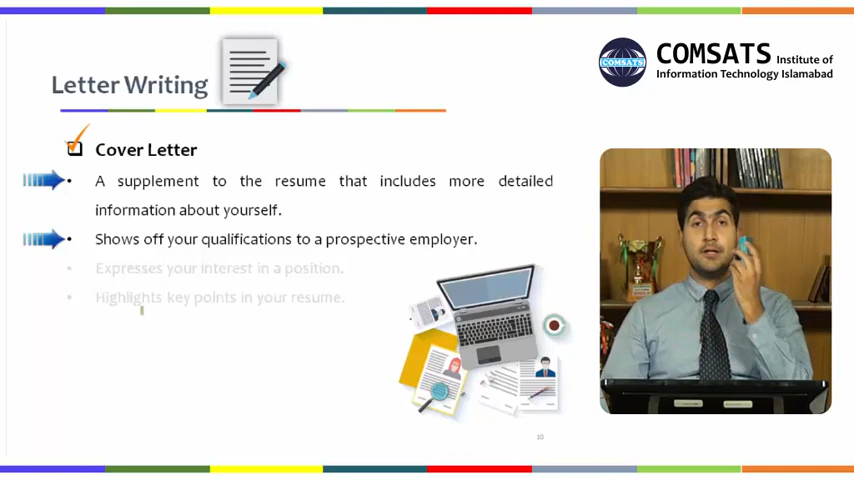 COMSATS Institute of
Information Technology Islamabad
COMSATS
Letter Writing
Cover Letter
• A supplement to the resume that includes more detailed
information about yourself.
• Shows off your qualifications to a prospective employer.
• Expresses your interest in a position.
• Highlights key points in your resume.
10